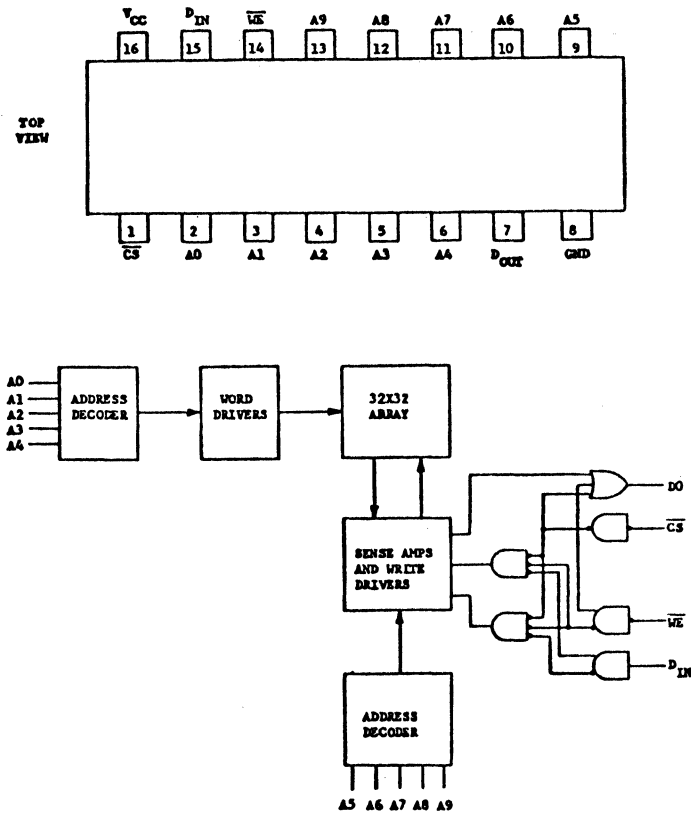 VCC DIN WE A9 A8 A7 A6 A5
16 15 14 13 12 11 10 9
TOP
VIEW
1 2 3 4 5 6 7 8
CS A0 A1 A2 A3 A4 DOUT GND
A0
A1
A2
A3
A4
ADDRESS
DECODER
WORD
DRIVERS
32X32
ARRAY
SENSE AMPS
AND WRITE
DRIVERS
DO
CS
WE
DIN
ADDRESS
DECODER
A5 A6 A7 A8 A9